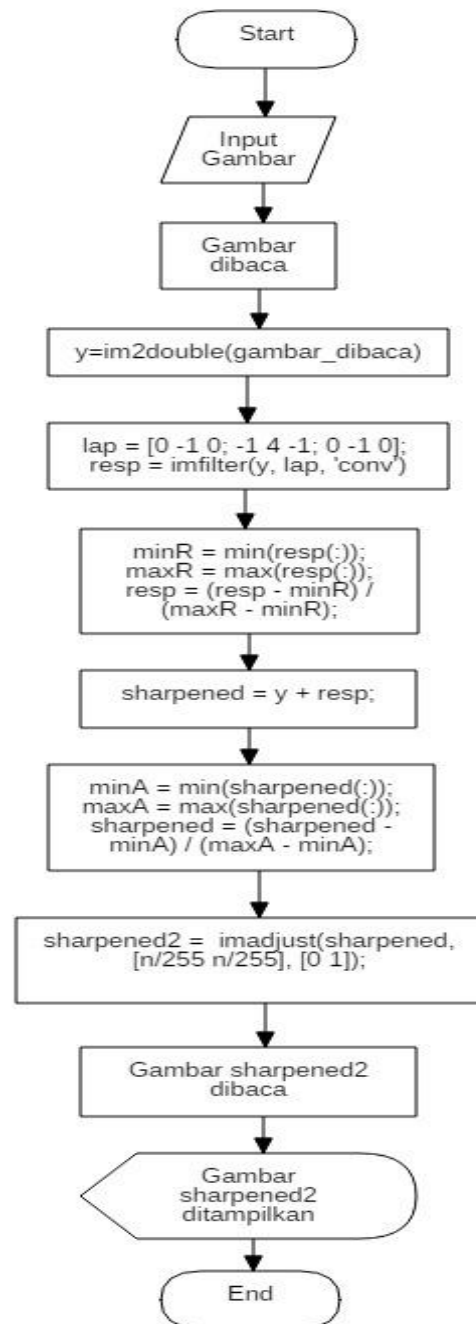 Start
Input
Gambar
Gambar
dibaca
y=im2double(gambar_dibaca)
lap = [0 -1 0; -1 4 -1; 0 -1 0];
resp = imfilter(y, lap, 'conv')
minR = min(resp(:));
maxR = max(resp(:));
resp = (resp - minR) /
(maxR - minR);
sharpened = y + resp;
minA = min(sharpened(:));
maxA = max(sharpened(:));
sharpened = (sharpened -
minA) / (maxA - minA);
sharpened2 = imadjust(sharpened,
[n/255 n/255], [0 1]);
Gambar sharpened2
dibaca
Gambar
sharpened2
ditampilkan
End